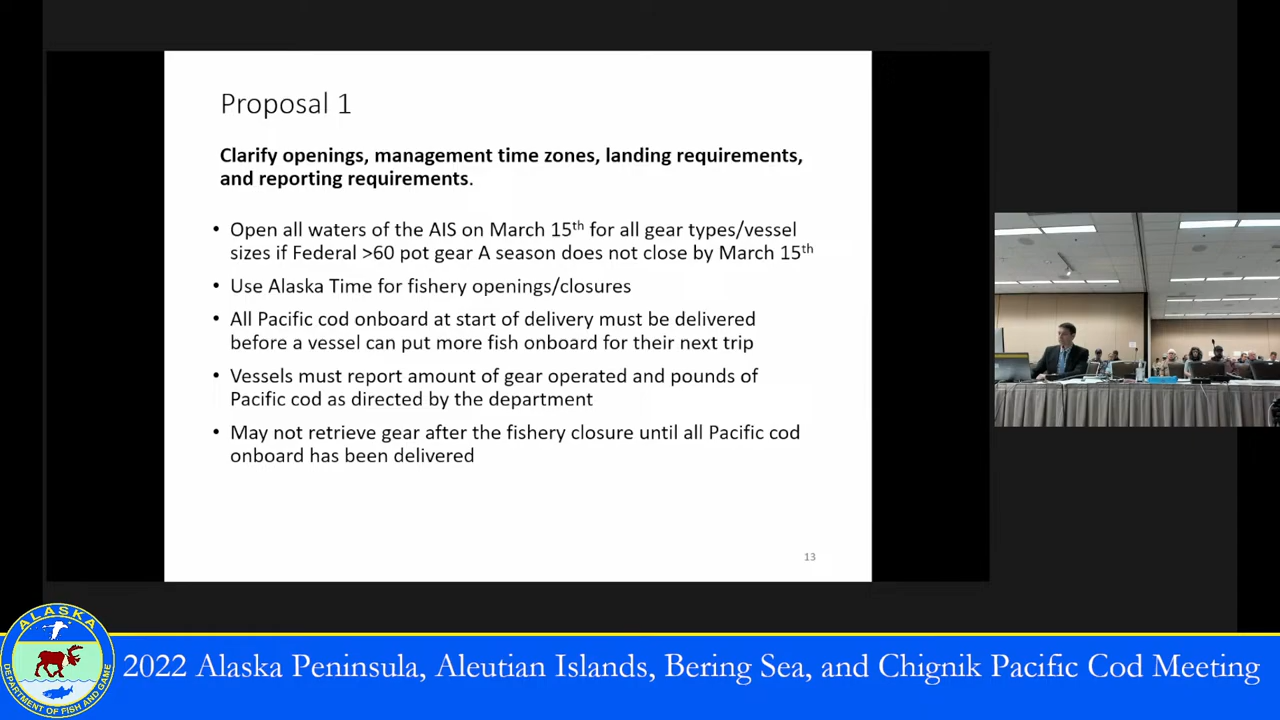 Proposal 1
Clarify openings, management time zones, landing requirements,
and reporting requirements.
• Open all waters of the AIS on March 15th for all gear types/vessel
sizes if Federal >60 pot gear A season does not close by March 15th
• Use Alaska Time for fishery openings/closures
• All Pacific cod onboard at start of delivery must be delivered
before a vessel can put more fish onboard for their next trip
• Vessels must report amount of gear operated and pounds of
Pacific cod as directed by the department
• May not retrieve gear after the fishery closure until all Pacific cod
onboard has been delivered
13
ALASKA
DEPARTMENT OF FISH AND GAME
2022 Alaska Peninsula, Aleutian Islands, Bering Sea, and Chignik Pacific Cod Meeting